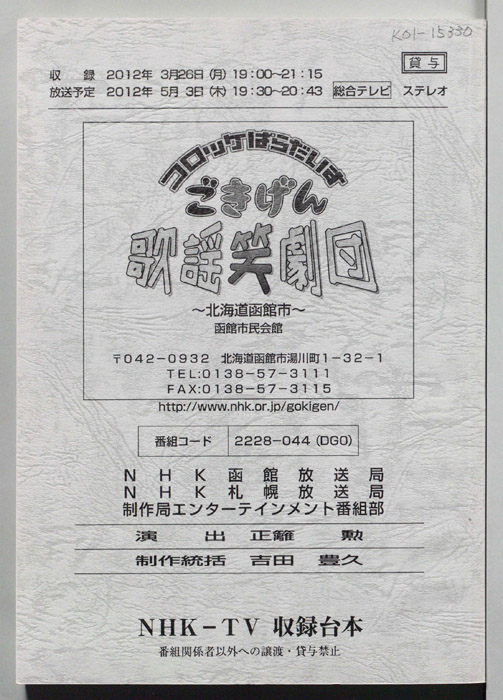 K01-15330
貸与
収　録　2012年　3月26日（月）19：00～21：15
放送予定　2012年　5月　3日（木）19：30～20：43　総合テレビ　ステレオ
コロッケぱらだいす
ごきげん
歌謡笑劇団
～北海道函館市～
函館市民会館
〒042-0932　北海道函館市湯川町1-32-1
TEL:0138-57-3111
FAX:0138-57-3115
http://www.nhk.or.jp/gokigen/
番組コード　2228-044（DGO）
ＮＨＫ函館放送局
ＮＨＫ札幌放送局
制作局エンターテインメント番組部
演　出　正籬　勲
制作統括　吉田　豊久
NHK－TV 収録台本
番組関係者以外への譲渡・貸与禁止